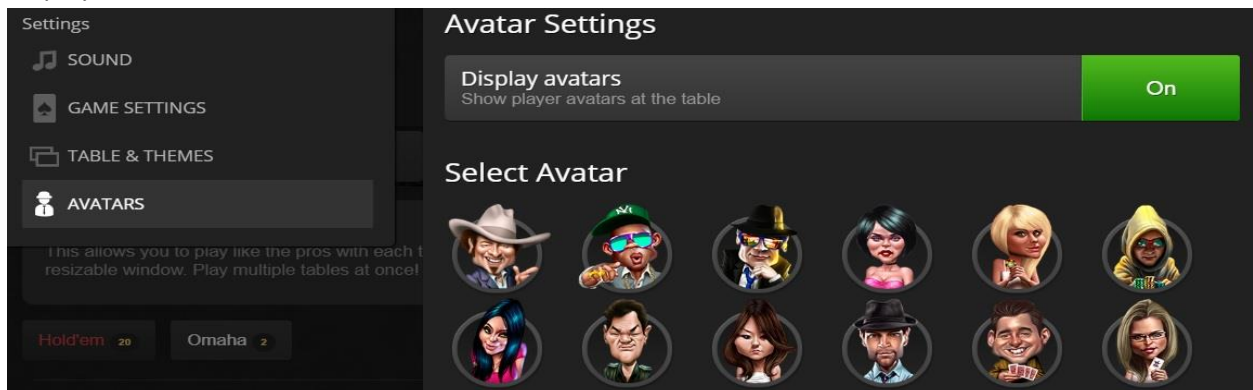 Settings
SOUND
GAME SETTINGS
TABLE & THEMES
AVATARS
This allows you to play like the pros with each t
resizable window. Play multiple tables at once!
Hold'em 20
Omaha 2
Avatar Settings
Display avatars
Show player avatars at the table
On
Select Avatar